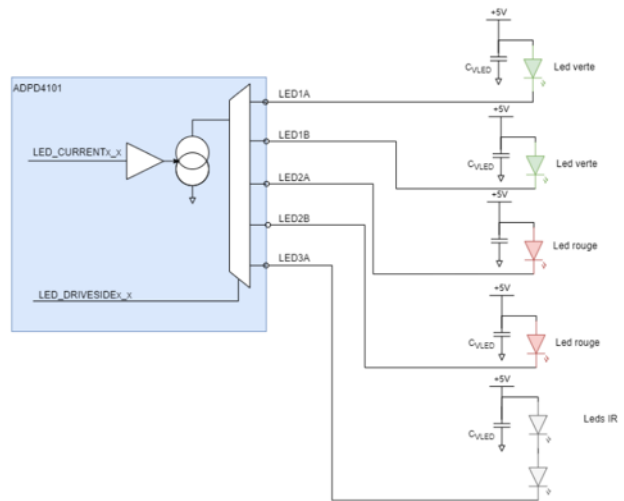 +5V
ADPD4101
CVLED
Led verte
LED1A
+5V
LED_CURRENTx_x
LED1B
CVLED
Led verte
LED2A
+5V
LED2B
Led rouge
LED3A
LED_DRIVESIDEx_x
+5V
CVLED
Led rouge
+5V
Leds IR
CVLED